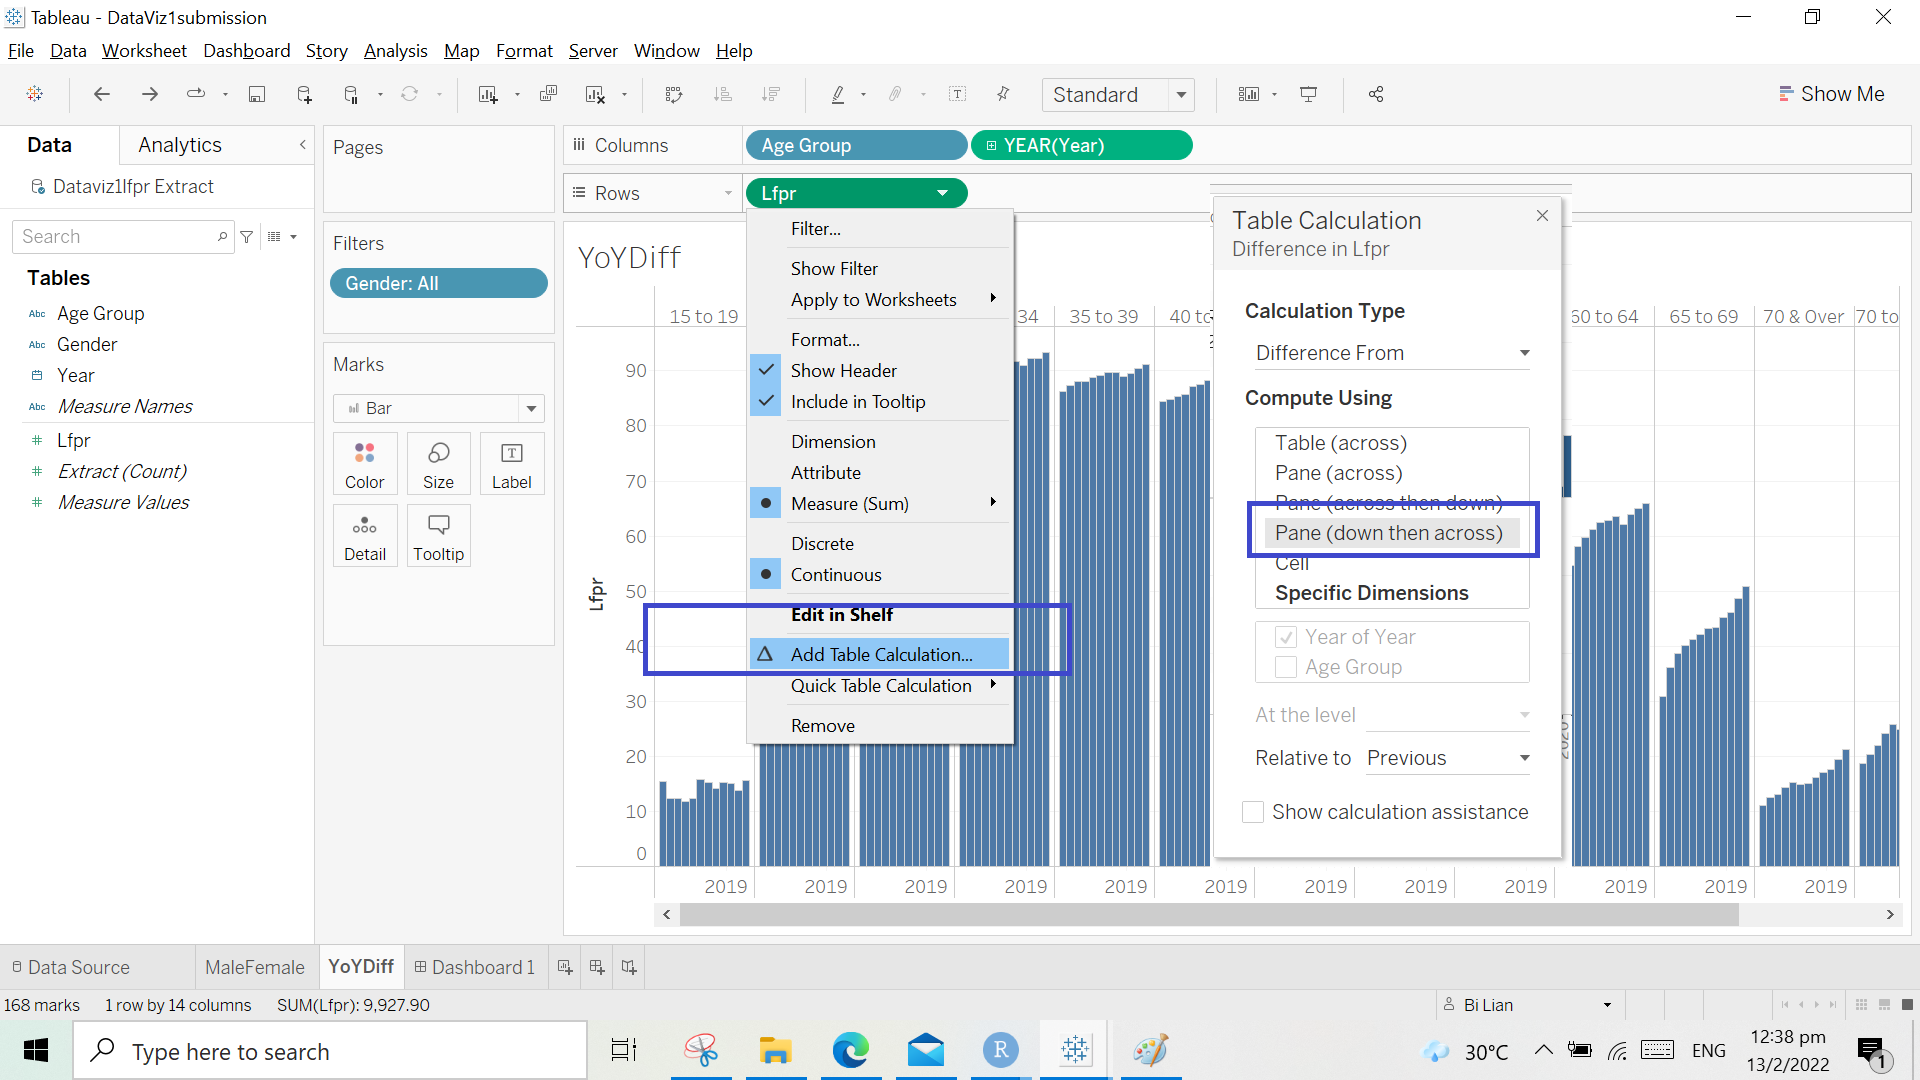 Tableau - DataViz1submission
File Data Worksheet Dashboard Story Analysis Map Format Server Window Help
Standard
Show Me
Data
Analytics
Dataviz1lfpr Extract
Search
Tables
Abc Age Group
Abc Gender
Year
Abc Measure Names
# Lfpr
# Extract (Count)
# Measure Values
Pages
Filters
Gender: All
Marks
Bar
Color
Size
Label
Detail
Tooltip
Columns
Age Group
YEAR(Year)
Rows
Lfpr
YoYDiff
15 to 19
34
35 to 39
40 to
60 to 64
65 to 69
70 & Over
70 to
Lfpr
90
80
70
60
50
40
30
20
10
0
2019 2019 2019 2019 2019 2019 2019 2019 2019 2019 2019 2019
Filter...
Show Filter
Apply to Worksheets
Format...
Show Header
Include in Tooltip
Dimension
Attribute
Measure (Sum)
Discrete
Continuous
Edit in Shelf
Add Table Calculation...
Quick Table Calculation
Remove
Table Calculation
Difference in Lfpr
Calculation Type
Difference From
Compute Using
Table (across)
Pane (across)
Pane (across then down)
Pane (down then across)
Cell
Specific Dimensions
Year of Year
Age Group
At the level
Relative to Previous
Show calculation assistance
Data Source
MaleFemale
YoYDiff
Dashboard 1
168 marks
1 row by 14 columns
SUM(Lfpr): 9,927.90
Bi Lian
Type here to search
R
30°C
ENG
12:38 pm
13/2/2022
1